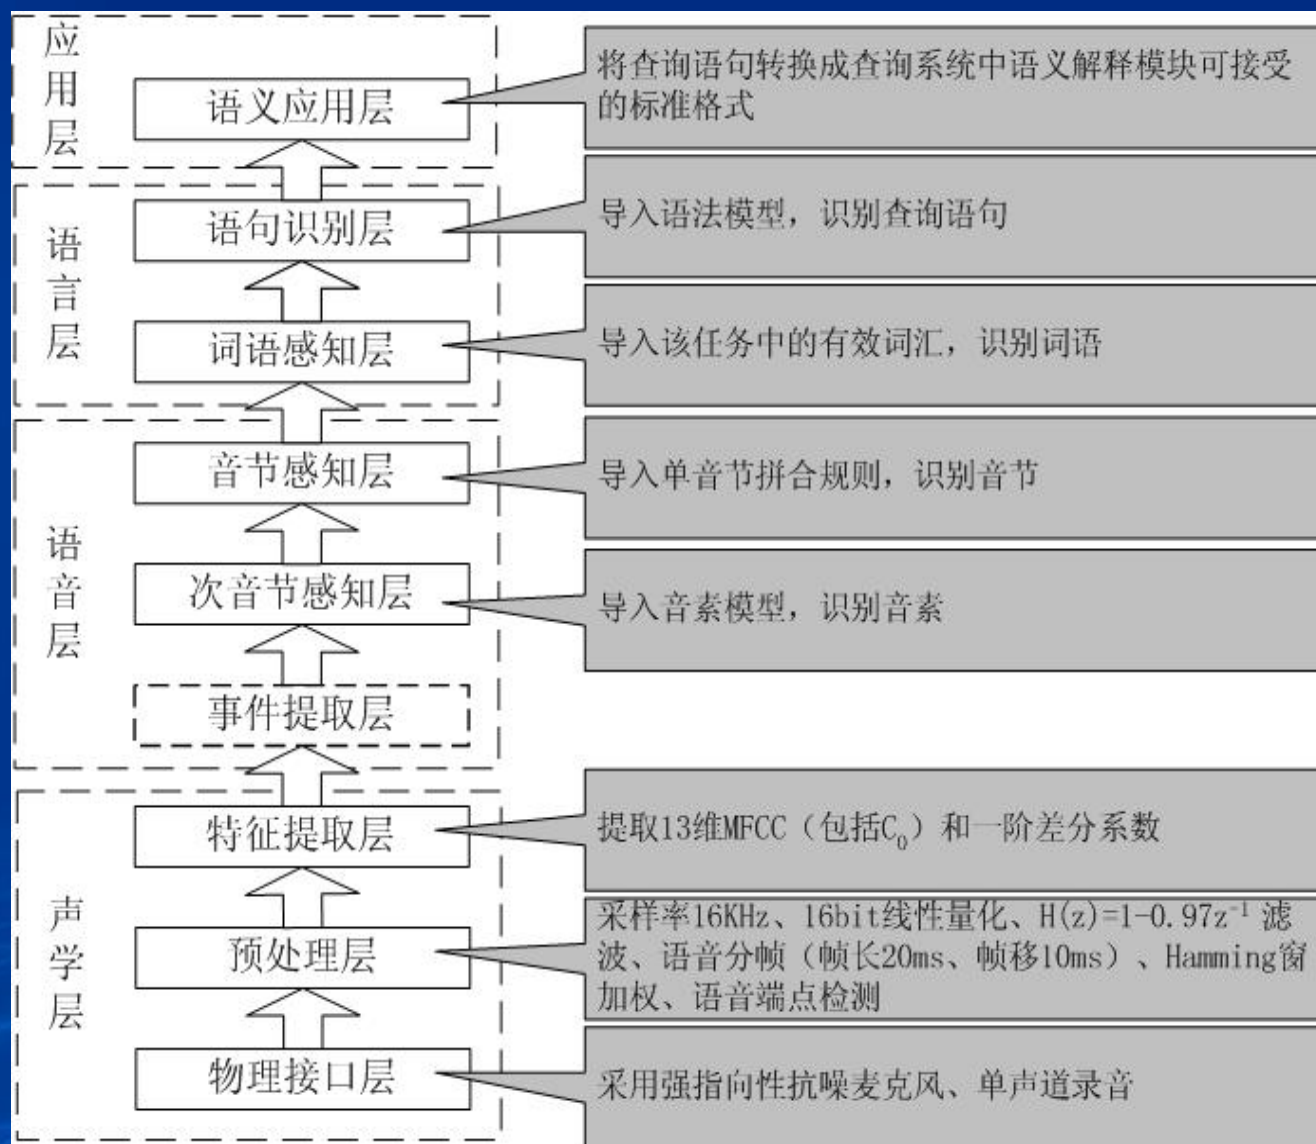 应用层
语义应用层
将查询语句转换成查询系统中语义解释模块可接受
的标准格式
语言层
语句识别层
导入语法模型，识别查询语句
词语感知层
导入该任务中的有效词汇，识别词语
语音层
音节感知层
导入单音节拼合规则，识别音节
次音节感知层
导入音素模型，识别音素
事件提取层
声学层
特征提取层
提取13维MFCC（包括C₀）和一阶差分系数
预处理层
采样率16KHz、16bit线性量化、H(z)=1-0.97z⁻¹ 滤
波、语音分帧（帧长20ms、帧移10ms）、Hamming窗
加权、语音端点检测
物理接口层
采用强指向性抗噪麦克风、单声道录音